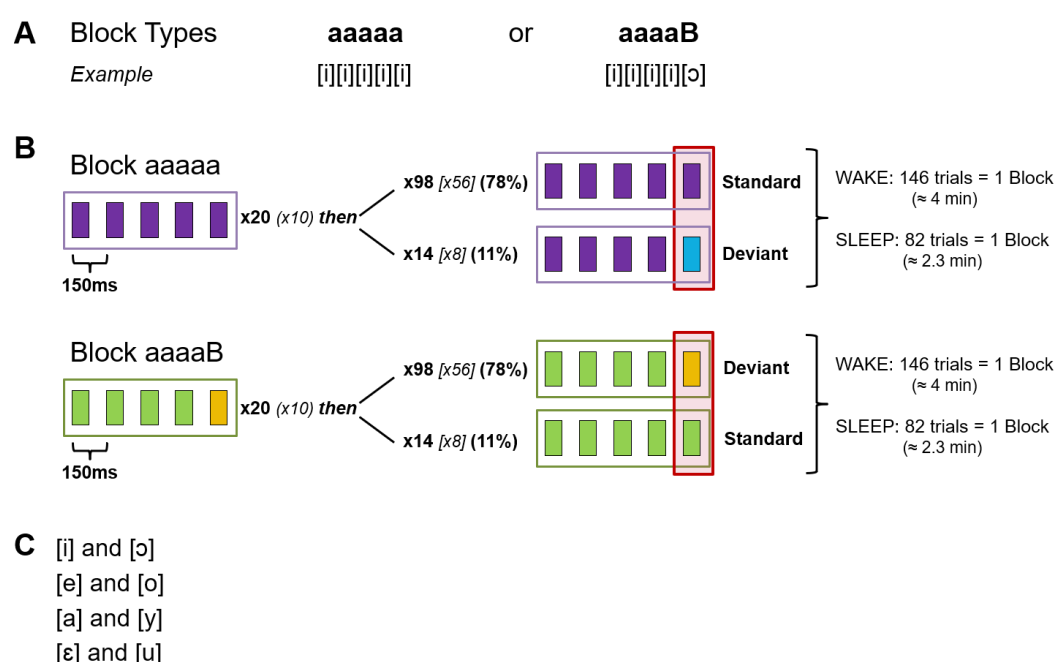 A Block Types aaaaa or aaaaB
Example [i][i][i][i][i] [i][i][i][i][ɔ]
B
Block aaaaa
x20 (x10) then
150ms
x98 [x56] (78%)
x14 [x8] (11%)
Standard
Deviant
WAKE: 146 trials = 1 Block
(≈ 4 min)
SLEEP: 82 trials = 1 Block
(≈ 2.3 min)
Block aaaaB
x20 (x10) then
150ms
x98 [x56] (78%)
x14 [x8] (11%)
Deviant
Standard
WAKE: 146 trials = 1 Block
(≈ 4 min)
SLEEP: 82 trials = 1 Block
(≈ 2.3 min)
C [i] and [ɔ]
[e] and [o]
[a] and [y]
[ɛ] and [u]